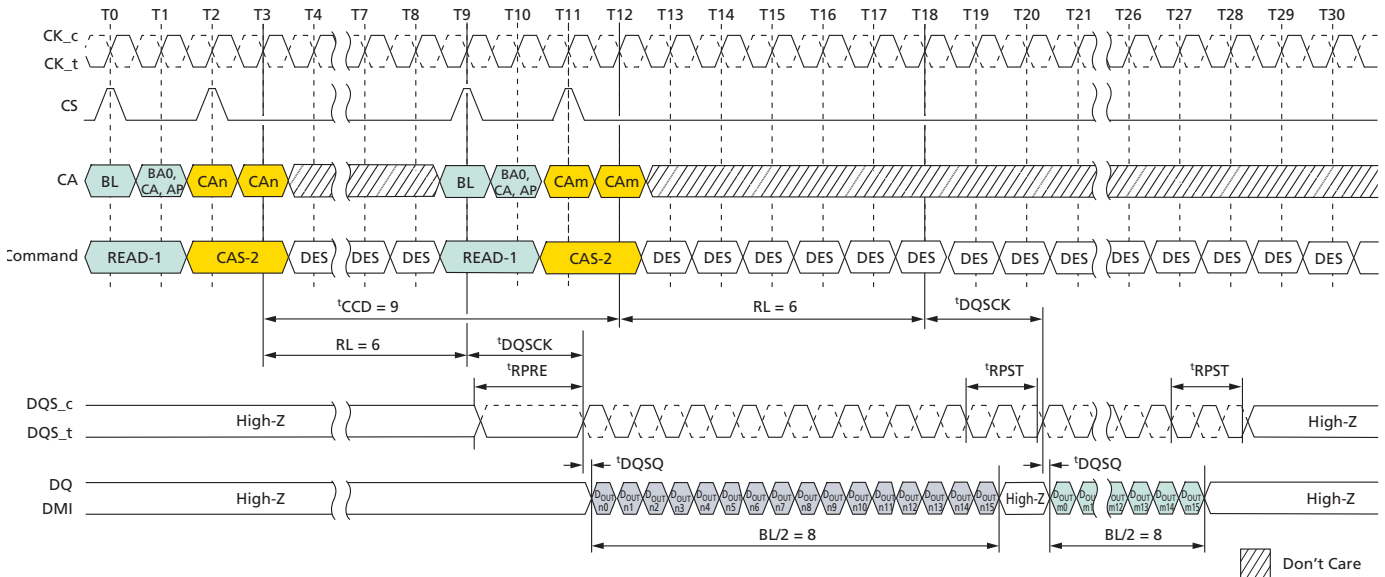 T0 T1 T2 T3 T4 T7 T8 T9 T10 T11 T12 T13 T14 T15 T16 T17 T18 T19 T20 T21 T26 T27 T28 T29 T30
CK_c
CK_t
CS
CA BL BA0, CA, AP CAn CAn BL BA0, CA, AP CAm CAm
Command READ-1 CAS-2 DES DES DES READ-1 CAS-2 DES DES DES DES DES DES DES DES DES DES DES DES DES DES
tCCD = 9 RL = 6 tDQSCK
RL = 6 tDQSCK
tRPRE tRPST tRPST
DQS_c
DQS_t
High-Z High-Z
tDQSQ tDQSQ
DQ
DMI
High-Z DOUT n0 DOUT n1 DOUT n2 DOUT n3 DOUT n4 DOUT n5 DOUT n6 DOUT n7 DOUT n8 DOUT n9 DOUT n10 DOUT n11 DOUT n12 DOUT n13 DOUT n14 DOUT n15 High-Z DOUT m0 DOUT m1 DOUT m12 DOUT m13 DOUT m14 DOUT m15 High-Z
BL/2 = 8 BL/2 = 8
Don't Care